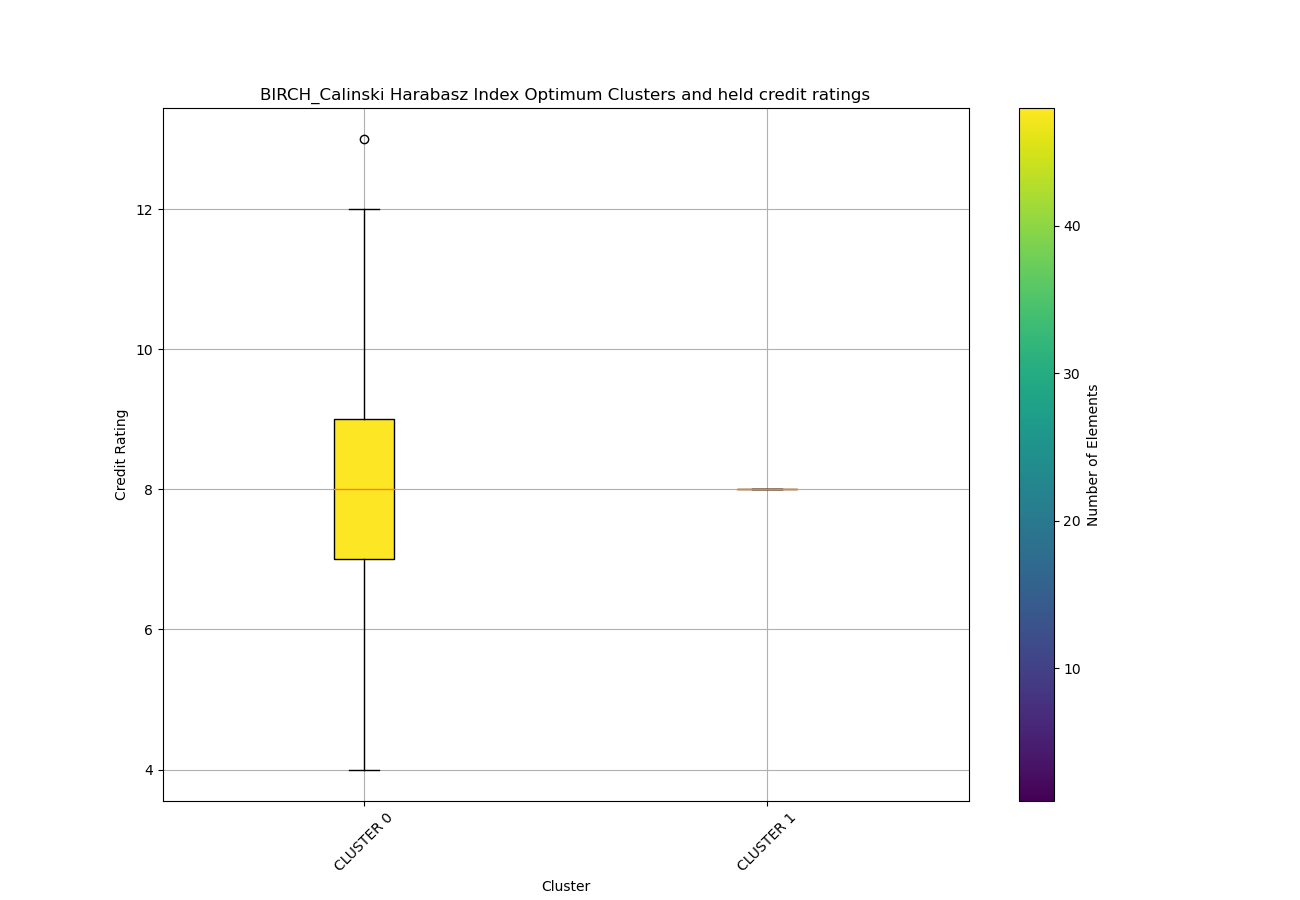 BIRCH_Calinski Harabasz Index Optimum Clusters and held credit ratings
12
10
8
6
4
Credit Rating
CLUSTER 0
CLUSTER 1
Cluster
40
30
20
10
Number of Elements